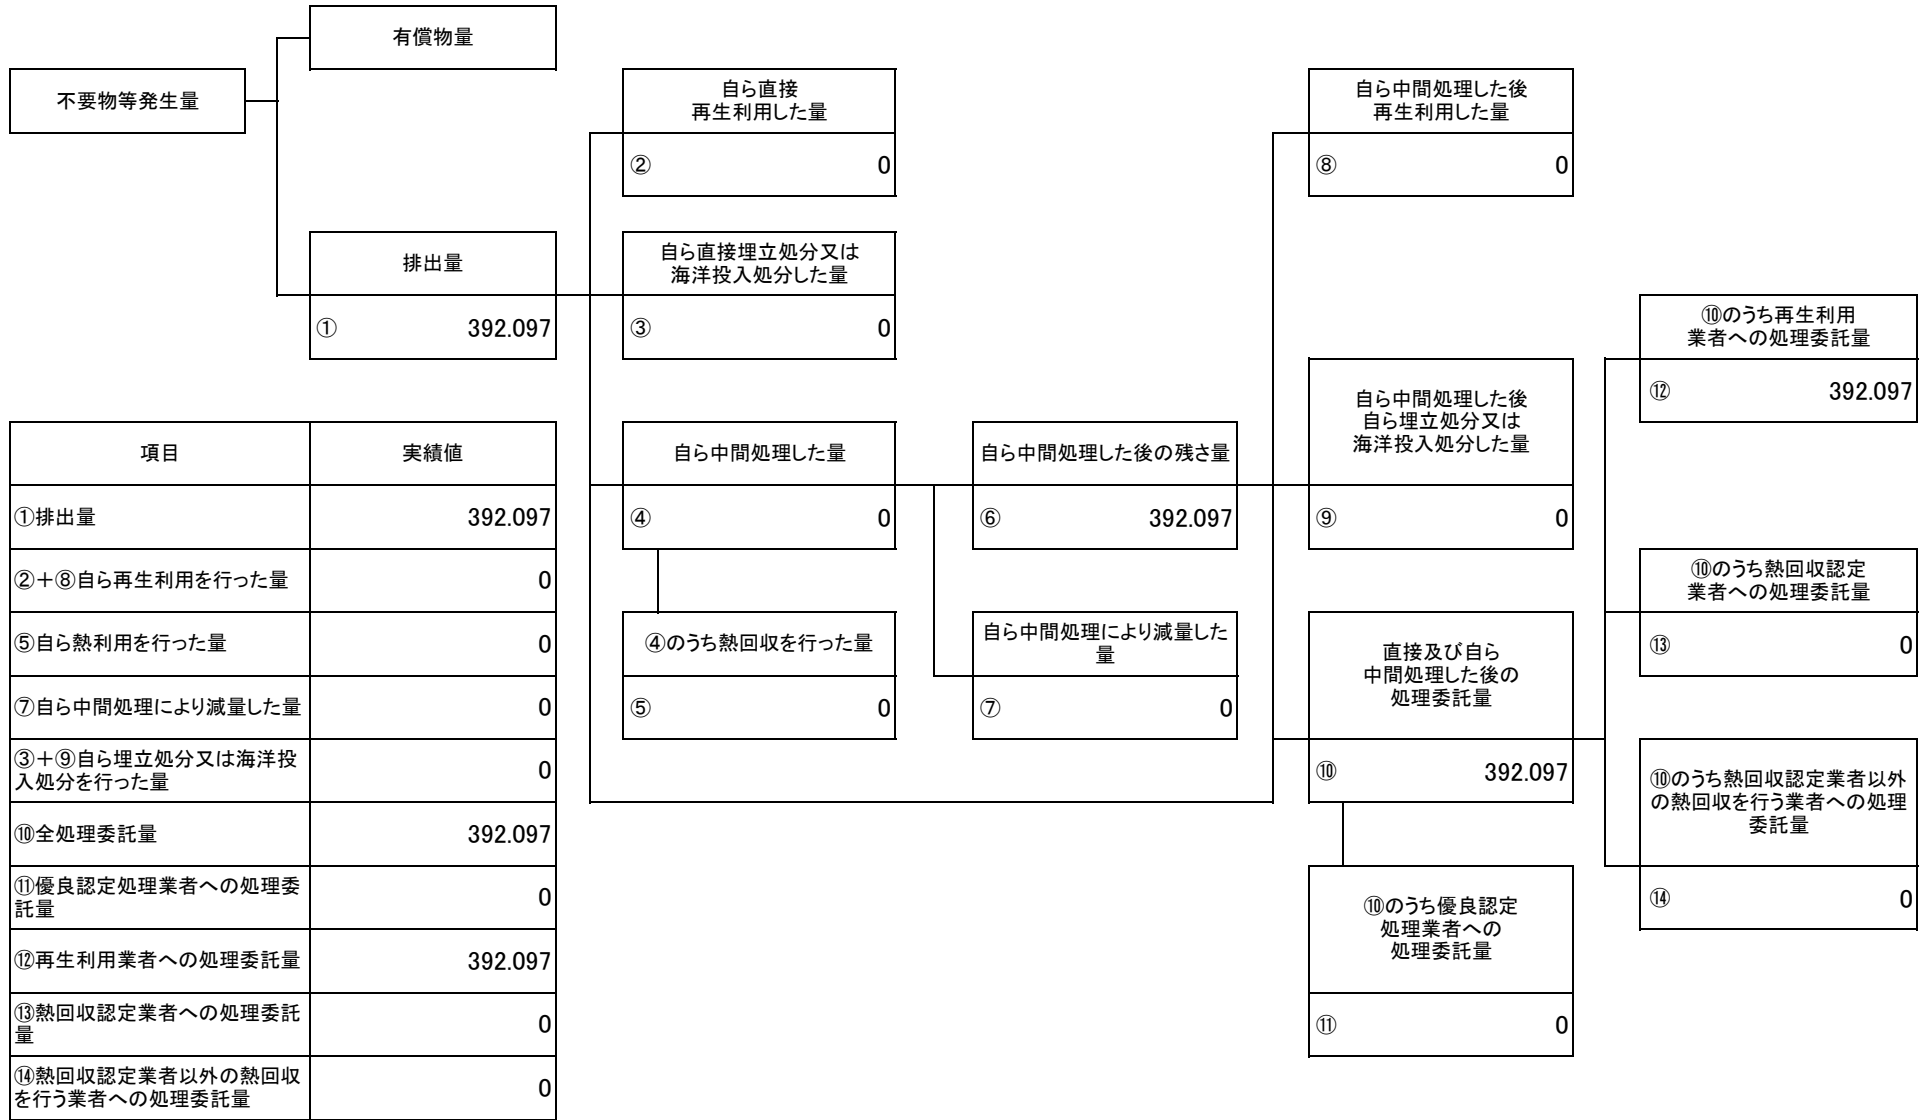 有償物量
不要物等発生量
自ら直接
再生利用した量
②
0
自ら中間処理した後
再生利用した量
⑧
0
排出量
①
392.097
自ら直接埋立処分又は
海洋投入処分した量
③
0
⑩のうち再生利用
業者への処理委託量
⑫
392.097
自ら中間処理した量
④
0
自ら中間処理した後の残さ量
⑥
392.097
自ら中間処理した後
自ら埋立処分又は
海洋投入処分した量
⑨
0
⑩のうち熱回収認定
業者への処理委託量
⑬
0
④のうち熱回収を行った量
⑤
0
自ら中間処理により減量した
量
⑦
0
直接及び自ら
中間処理した後の
処理委託量
⑩
392.097
⑩のうち熱回収認定業者以外
の熱回収を行う業者への処理
委託量
⑭
0
⑩のうち優良認定
処理業者への
処理委託量
⑪
0
項目 実績値
①排出量 392.097
②+⑧自ら再生利用を行った量 0
⑤自ら熱利用を行った量 0
⑦自ら中間処理により減量した量 0
③+⑨自ら埋立処分又は海洋投
入処分を行った量 0
⑩全処理委託量 392.097
⑪優良認定処理業者への処理委
託量 0
⑫再生利用業者への処理委託量 392.097
⑬熱回収認定業者への処理委託
量 0
⑭熱回収認定業者以外の熱回収
を行う業者への処理委託量 0